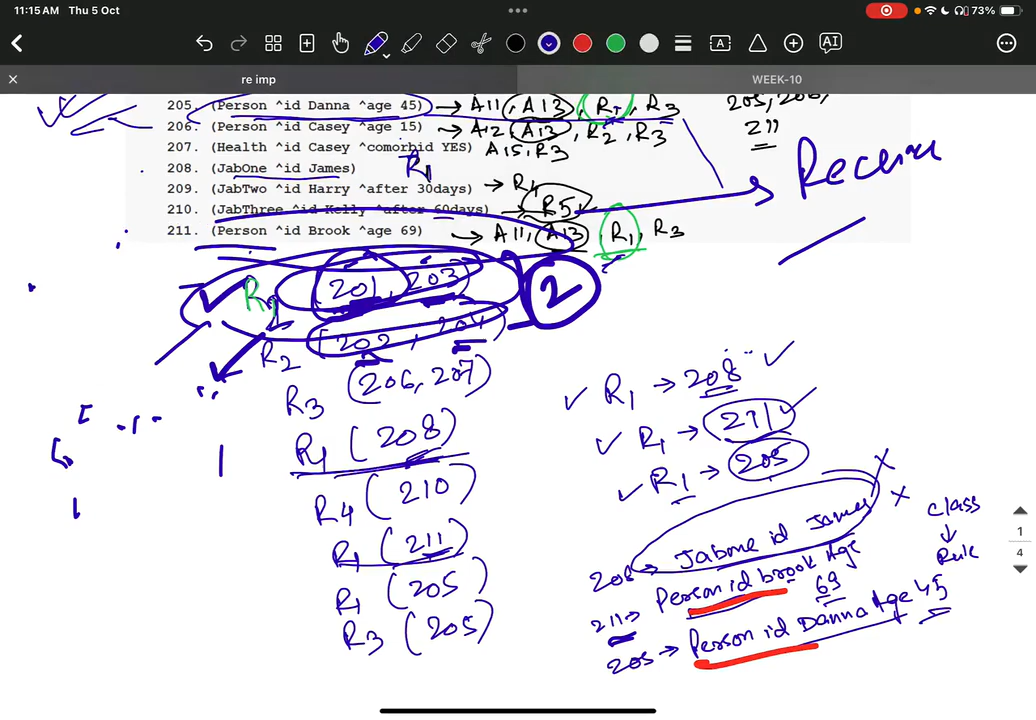 11:15 AM Thu 5 Oct
73%
re imp
WEEK-10
205. (Person ^id Danna ^age 45) → A11, A13, R1, R3
206. (Person ^id Casey ^age 15) → A12, A13, R2, R3
207. (Health ^id Casey ^comorbid YES) A15, R3
208. (JabOne ^id James) R1
209. (JabTwo ^id Harry ^after 30days) → R4
210. (JabThree ^id Kelly ^after 60days) → R5
211. (Person ^id Brook ^age 69) → A11, A13, R1, R3
205, 206,
211
R1 (201, 203) 2
R2 (202, 204)
R3 (206, 207)
R1 (208)
R4 (210)
R1 (211)
R1 (205)
R3 (205)
R1 → 208
R1 → 211
R1 → 205
208 → Jabone id James
211 → Person id brook Age 69
205 → Person id Danna Age 45
class
↓
Rule
1
4